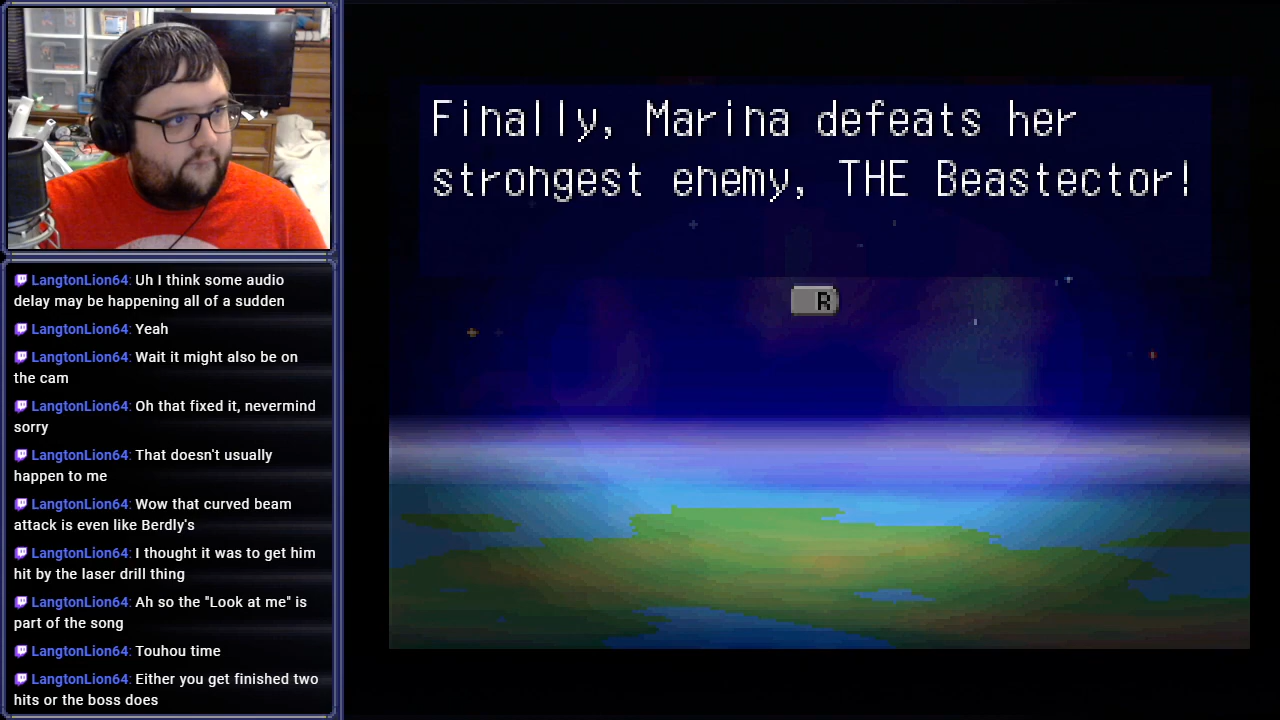 Finally, Marina defeats her
strongest enemy, THE Beastector!
R
LangtonLion64: Uh I think some audio
delay may be happening all of a sudden
LangtonLion64: Yeah
LangtonLion64: Wait it might also be on
the cam
LangtonLion64: Oh that fixed it, nevermind
sorry
LangtonLion64: That doesn't usually
happen to me
LangtonLion64: Wow that curved beam
attack is even like Berdly's
LangtonLion64: I thought it was to get him
hit by the laser drill thing
LangtonLion64: Ah so the "Look at me" is
part of the song
LangtonLion64: Touhou time
LangtonLion64: Either you get finished two
hits or the boss does